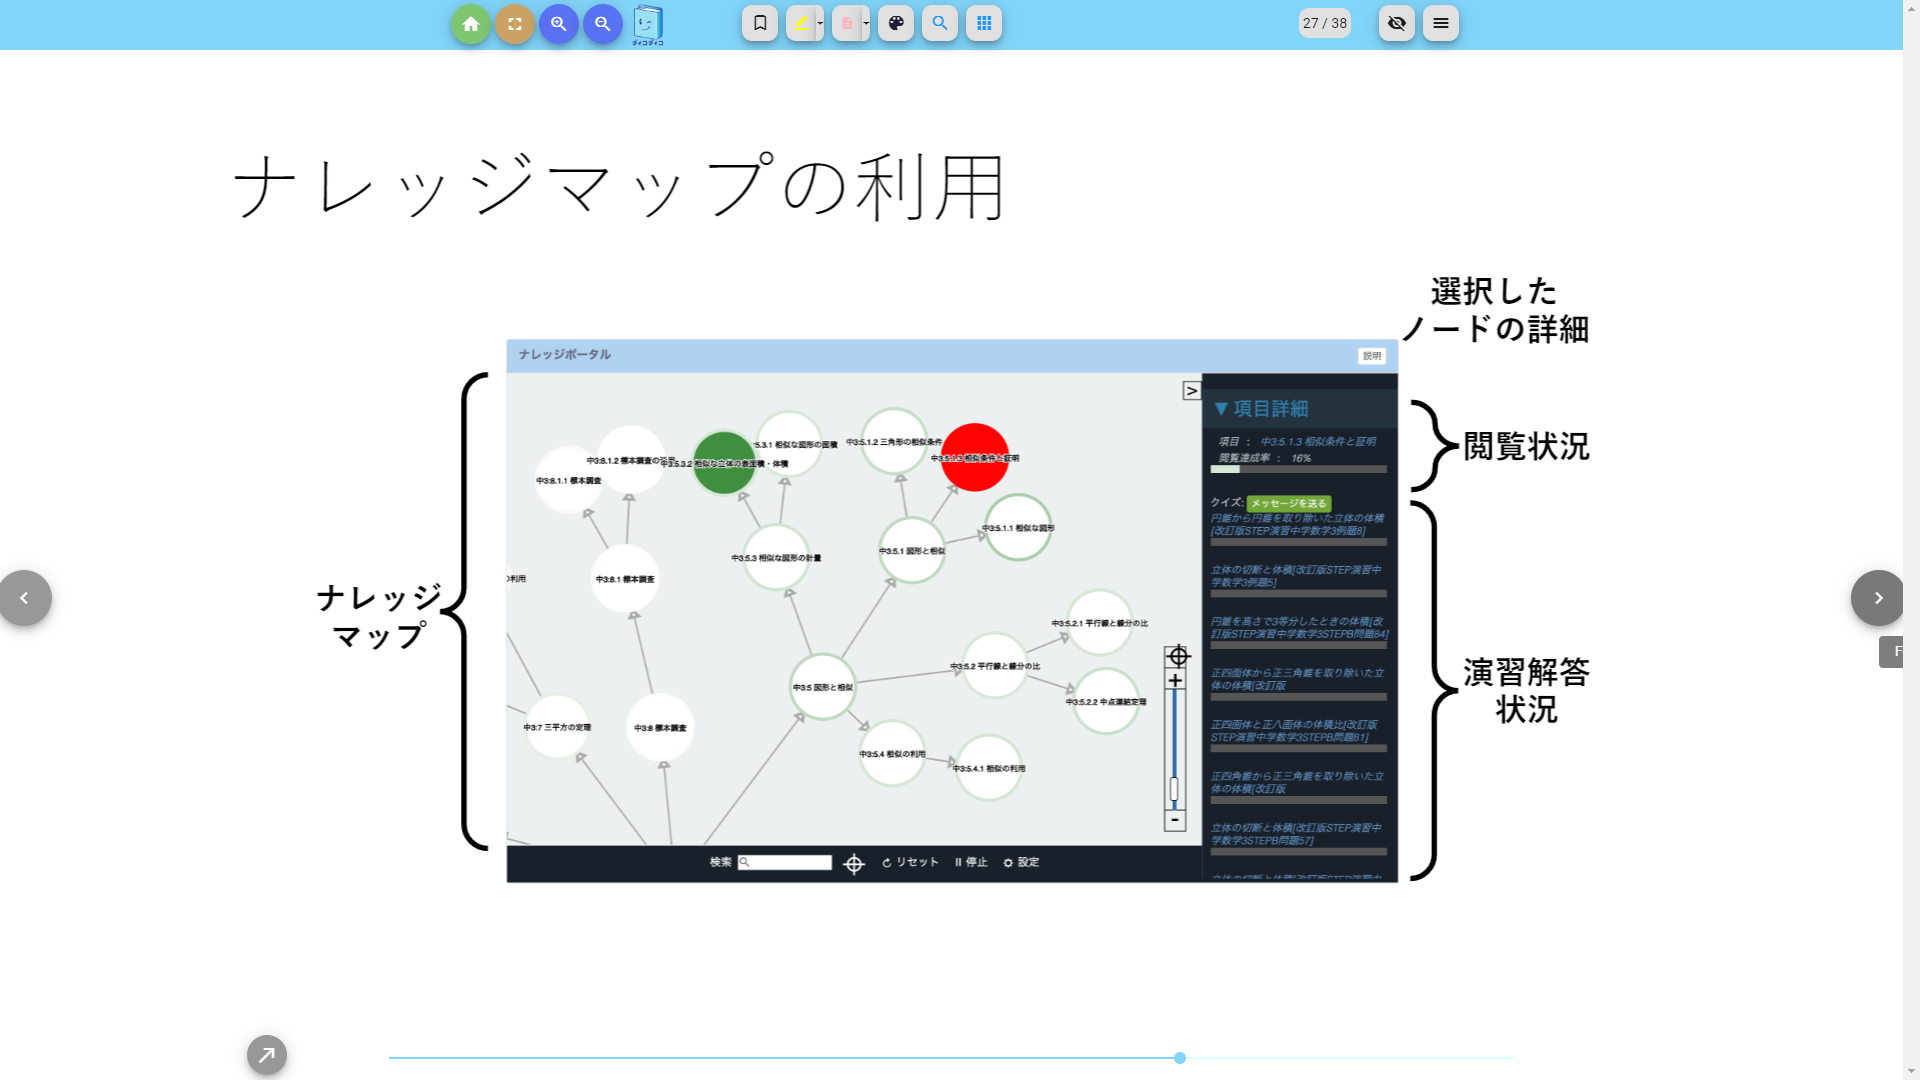 ダイコダイコ
27 / 38
ナレッジマップの利用
選択した
ノードの詳細
ナレッジポータル
説明
>
▼ 項目詳細
項目 ： 中3:5.1.3 相似条件と証明
閲覧達成率 ： 16%
閲覧状況
クイズ: メッセージを送る
円錐から円錐を取り除いた立体の体積
[改訂版STEP演習中学数学3例題8]
立体の切断と体積[改訂版STEP演習中
学数学3例題5]
円錐を高さで3等分したときの体積[改
訂版STEP演習中学数学3STEPB問題84]
正四面体から正三角錐を取り除いた立
体の体積[改訂版
正四面体と正八面体の体積比[改訂版
STEP演習中学数学3STEPB問題81]
正四角錐から正三角錐を取り除いた立
体の体積[改訂版
立体の切断と体積[改訂版STEP演習中
学数学3STEPB問題57]
演習解答
状況
ナレッジ
マップ
中3:5.3.1 相似な図形の面積
中3:5.1.2 三角形の相似条件
中3:8.1.2 標本調査の活用
中3:5.3.2 相似な立体の表面積・体積
中3:5.1.3 相似条件と証明
中3:8.1.1 標本調査
中3:5.1.1 相似な図形
中3:5.3 相似な図形の計量
中3:5.1 図形と相似
の利用
中3:8.1 標本調査
中3:5.2.1 平行線と線分の比
中3:5.2 平行線と線分の比
中3:5 図形と相似
中3:5.2.2 中点連結定理
中3:7 三平方の定理
中3:8 標本調査
中3:5.4 相似の利用
中3:5.4.1 相似の利用
+
-
検索
リセット
停止
設定
F